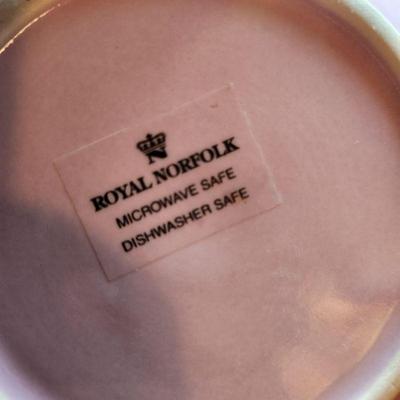 N
ROYAL NORFOLK
MICROWAVE SAFE
DISHWASHER SAFE